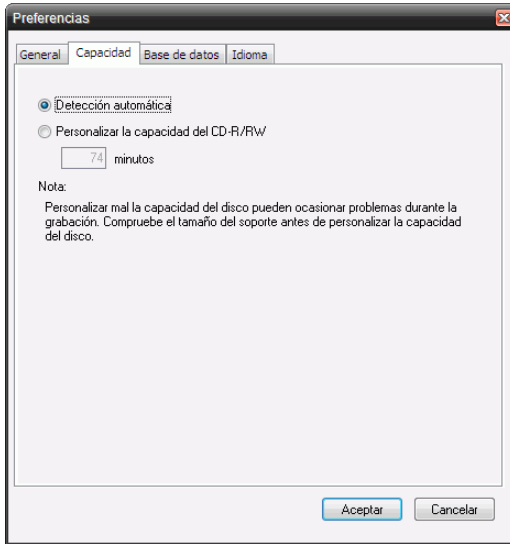 Preferencias
General Capacidad Base de datos Idioma
Detección automática
Personalizar la capacidad del CD-R/RW
74 minutos
Nota:
Personalizar mal la capacidad del disco pueden ocasionar problemas durante la
grabación. Compruebe el tamaño del soporte antes de personalizar la capacidad
del disco.
Aceptar Cancelar